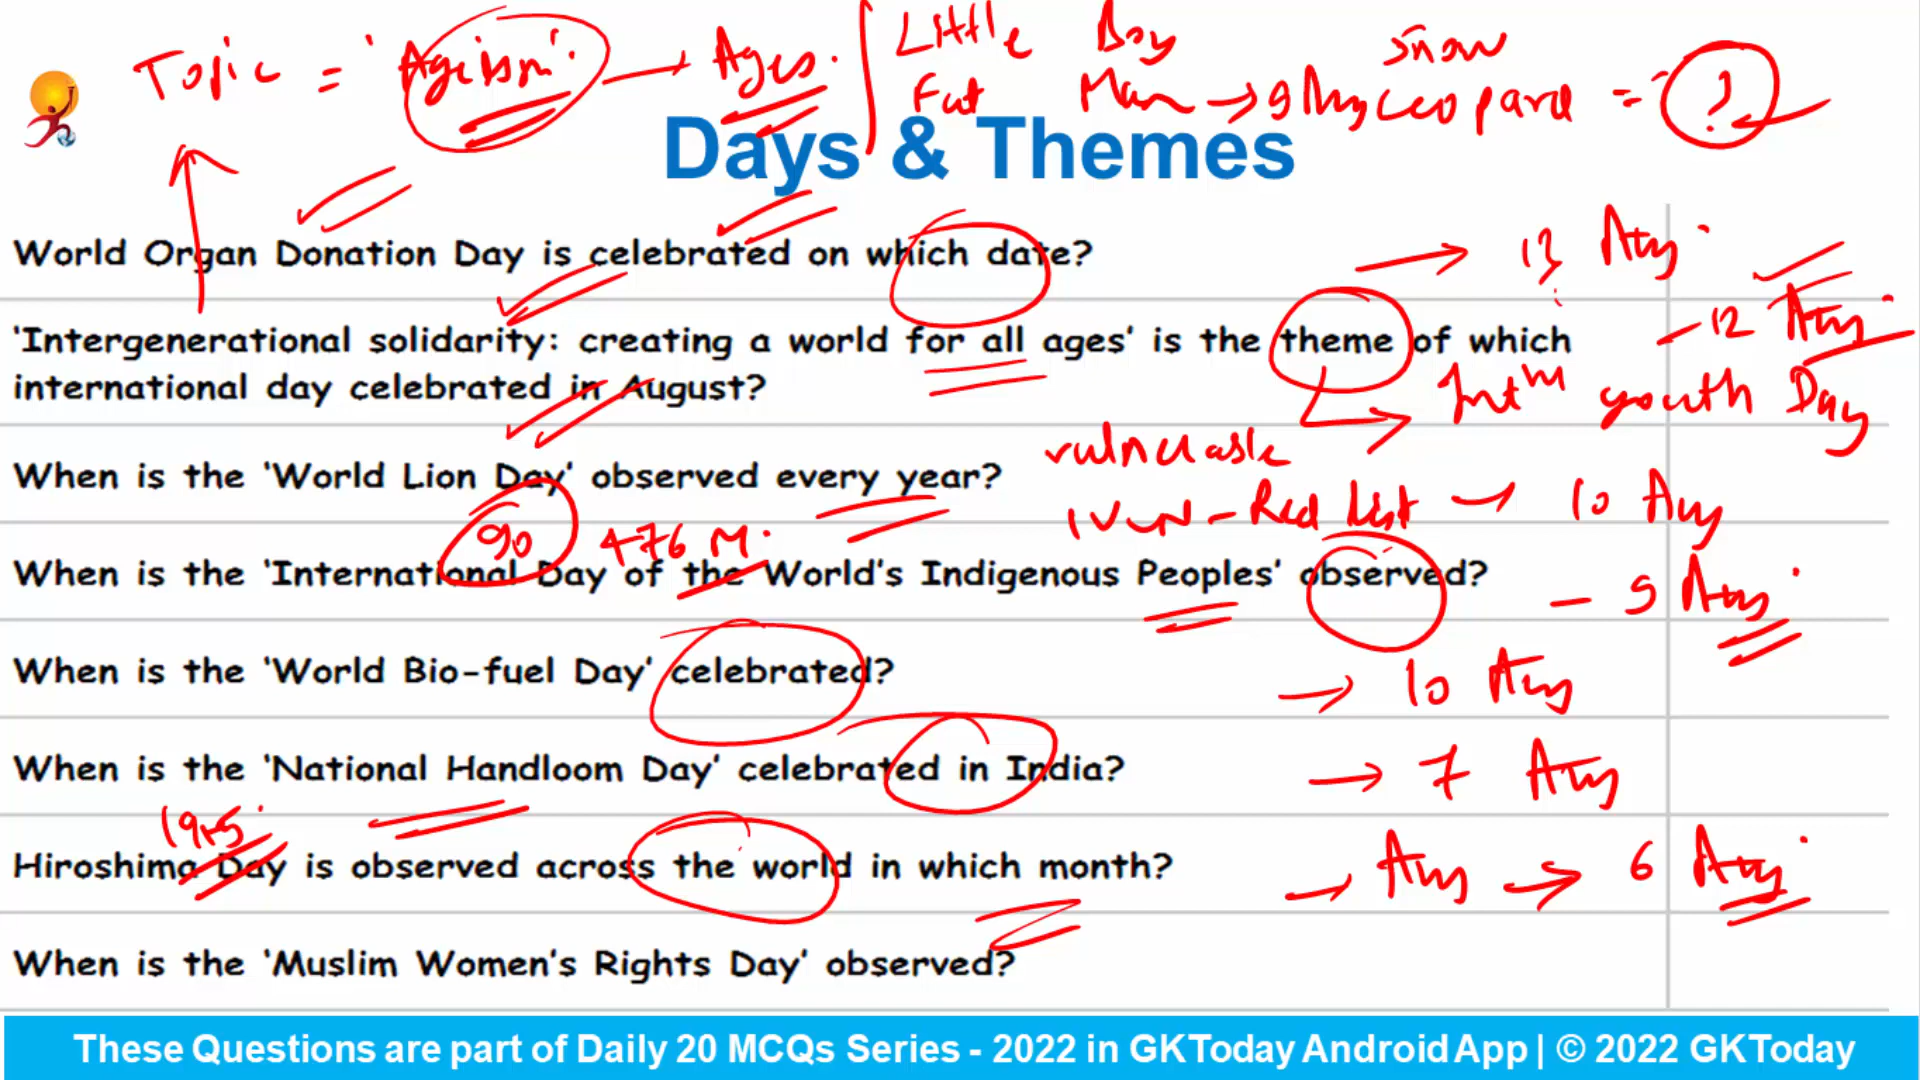 Topic = 'Ageism' → Ages. Little Boy Snow
Fat Man → 9 Aug Leopard = ?
Days & Themes
World Organ Donation Day is celebrated on which date? → 13 Aug.
'Intergenerational solidarity: creating a world for all ages' is the theme of which - 12 Aug.
international day celebrated in August? Intnl youth Day
vulnerable
When is the 'World Lion Day' observed every year? IUCN - Red List → 10 Aug
90 476 M.
When is the 'International Day of the World's Indigenous Peoples' observed? - 9 Aug.
When is the 'World Bio-fuel Day' celebrated? → 10 Aug
When is the 'National Handloom Day' celebrated in India? → 7 Aug
1945.
Hiroshima Day is observed across the world in which month? → Aug → 6 Aug.
When is the 'Muslim Women's Rights Day' observed?
These Questions are part of Daily 20 MCQs Series - 2022 in GKToday Android App | © 2022 GKToday